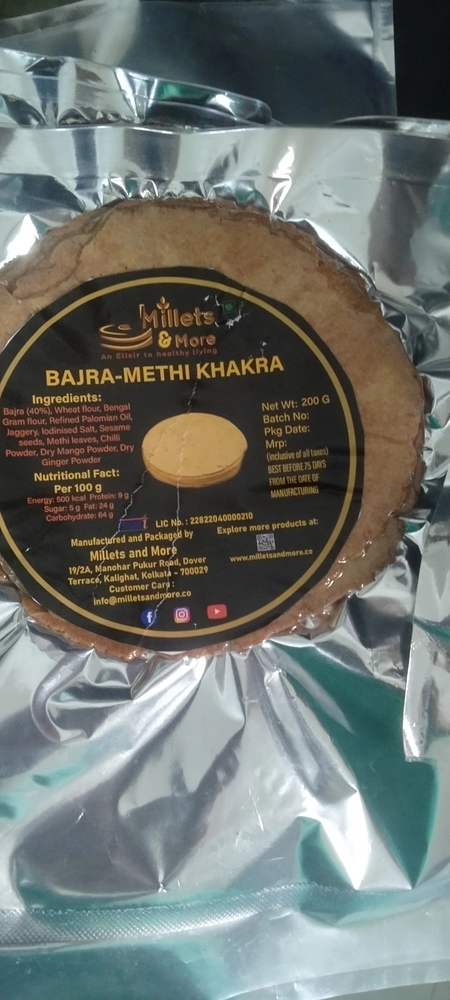 Millets
& More
An Elixir to healthy living
BAJRA-METHI KHAKRA
Ingredients:
Bajra (40%), Wheat flour, Bengal
Gram flour, Refined Palomian Oil,
Jaggery, Iodinised Salt, Sesame
seeds, Methi leaves, Chilli
Powder, Dry Mango Powder, Dry
Ginger Powder
Nutritional Fact:
Per 100 g
Energy: 500 kcal Protein: 9 g
Sugar: 5 g Fat: 24 g
Carbohydrate: 64 g
Net Wt: 200 G
Batch No:
Pkg Date:
Mrp:
(inclusive of all taxes)
BEST BEFORE 75 DAYS
FROM THE DATE OF
MANUFACTURING
LIC No.: 22822040000210
Manufactured and Packaged by
Millets and More
19/2A, Manohar Pukur Road, Dover
Terrace, Kalighat, Kolkata - 700029
Customer Care:
info@milletsandmore.co
Explore more products at:
www.milletsandmore.co